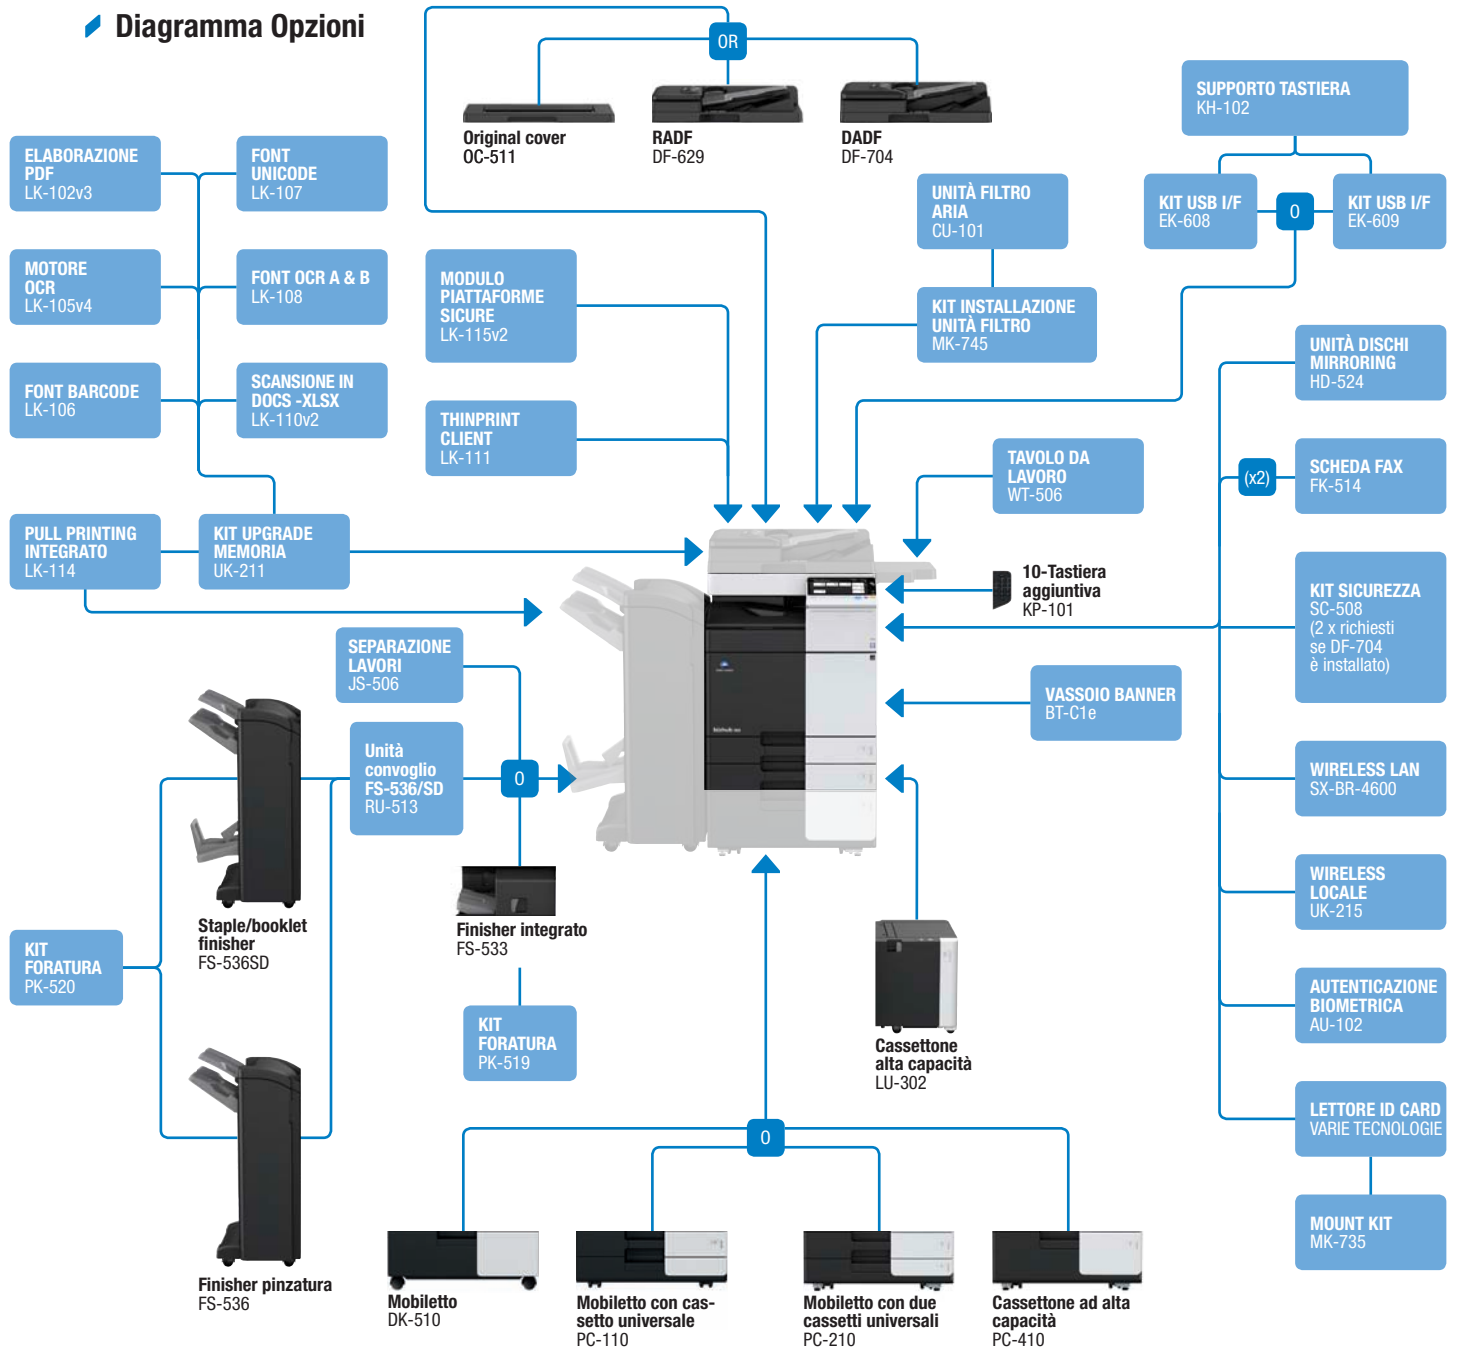 Diagramma Opzioni
OR
Original cover
OC-511
RADF
DF-629
DADF
DF-704
SUPPORTO TASTIERA
KH-102
ELABORAZIONE
PDF
LK-102v3
FONT
UNICODE
LK-107
UNITÀ FILTRO
ARIA
CU-101
KIT USB I/F
EK-608
O
KIT USB I/F
EK-609
MOTORE
OCR
LK-105v4
FONT OCR A & B
LK-108
MODULO
PIATTAFORME
SICURE
LK-115v2
KIT INSTALLAZIONE
UNITÀ FILTRO
MK-745
UNITÀ DISCHI
MIRRORING
HD-524
FONT BARCODE
LK-106
SCANSIONE IN
DOCS -XLSX
LK-110v2
THINPRINT
CLIENT
LK-111
TAVOLO DA
LAVORO
WT-506
(x2)
SCHEDA FAX
FK-514
PULL PRINTING
INTEGRATO
LK-114
KIT UPGRADE
MEMORIA
UK-211
10-Tastiera
aggiuntiva
KP-101
KIT SICUREZZA
SC-508
(2 x richiesti
se DF-704
è installato)
SEPARAZIONE
LAVORI
JS-506
VASSOIO BANNER
BT-C1e
Unità
convoglio
FS-536/SD
RU-513
O
WIRELESS LAN
SX-BR-4600
WIRELESS
LOCALE
UK-215
Staple/booklet
finisher
FS-536SD
Finisher integrato
FS-533
KIT
FORATURA
PK-520
KIT
FORATURA
PK-519
Cassettone
alta capacità
LU-302
AUTENTICAZIONE
BIOMETRICA
AU-102
LETTORE ID CARD
VARIE TECNOLOGIE
O
MOUNT KIT
MK-735
Finisher pinzatura
FS-536
Mobiletto
DK-510
Mobiletto con cas-
setto universale
PC-110
Mobiletto con due
cassetti universali
PC-210
Cassettone ad alta
capacità
PC-410